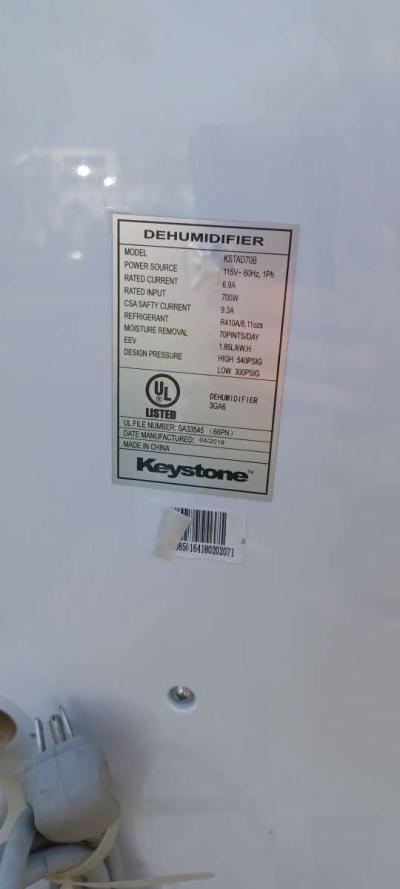 DEHUMIDIFIER
MODEL KSTAD70B
POWER SOURCE 115V~ 60Hz, 1Ph
RATED CURRENT 6.9A
RATED INPUT 700W
CSA SAFTY CURRENT 9.3A
REFRIGERANT R410A/8.11ozs
MOISTURE REMOVAL 70PINTS/DAY
EEV 1.85L/kW.H
DESIGN PRESSURE HIGH 540PSIG
LOW 300PSIG
UL
LISTED
DEHUMIDIFIER
3GA6
UL FILE NUMBER: SA33545 (66PN)
DATE MANUFACTURED: 04/2016
MADE IN CHINA
Keystone™